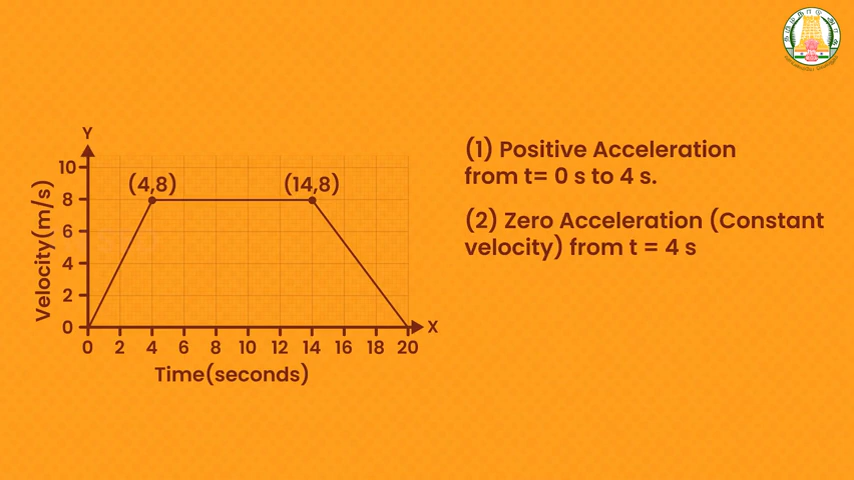 Y
10
8
6
4
2
0
Velocity(m/s)
(4,8)
(14,8)
X
0 2 4 6 8 10 12 14 16 18 20
Time(seconds)
(1) Positive Acceleration
from t= 0 s to 4 s.
(2) Zero Acceleration (Constant
velocity) from t = 4 s